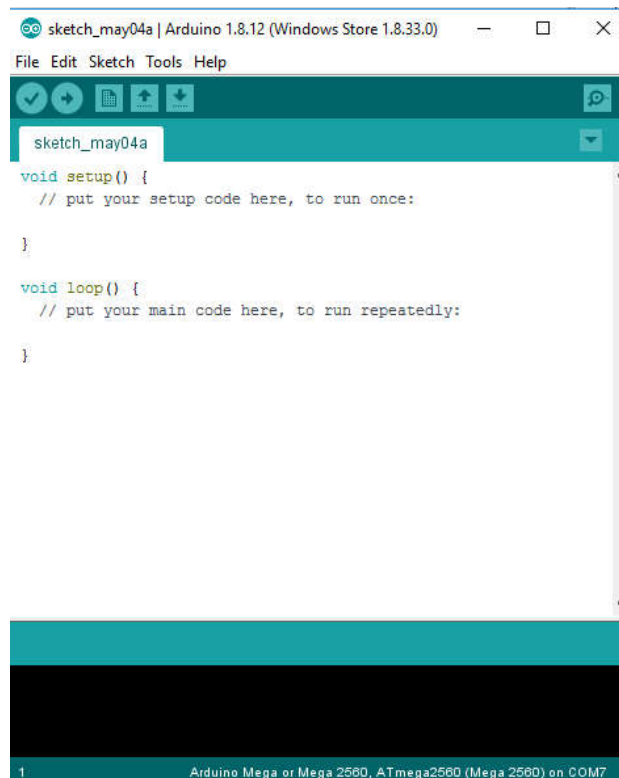 sketch_may04a | Arduino 1.8.12 (Windows Store 1.8.33.0)
File Edit Sketch Tools Help
sketch_may04a
void setup() {
  // put your setup code here, to run once:

}

void loop() {
  // put your main code here, to run repeatedly:

}
1 Arduino Mega or Mega 2560, ATmega2560 (Mega 2560) on COM7